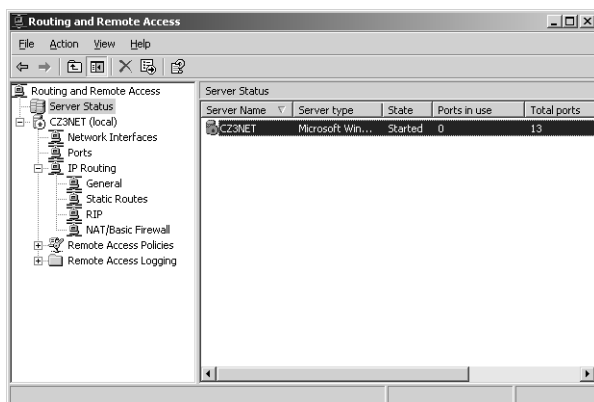 Routing and Remote Access
File Action View Help
Routing and Remote Access
Server Status
CZ3NET (local)
Network Interfaces
Ports
IP Routing
General
Static Routes
RIP
NAT/Basic Firewall
Remote Access Policies
Remote Access Logging
Server Status
Server Name Server type State Ports in use Total ports
CZ3NET Microsoft Win... Started 0 13